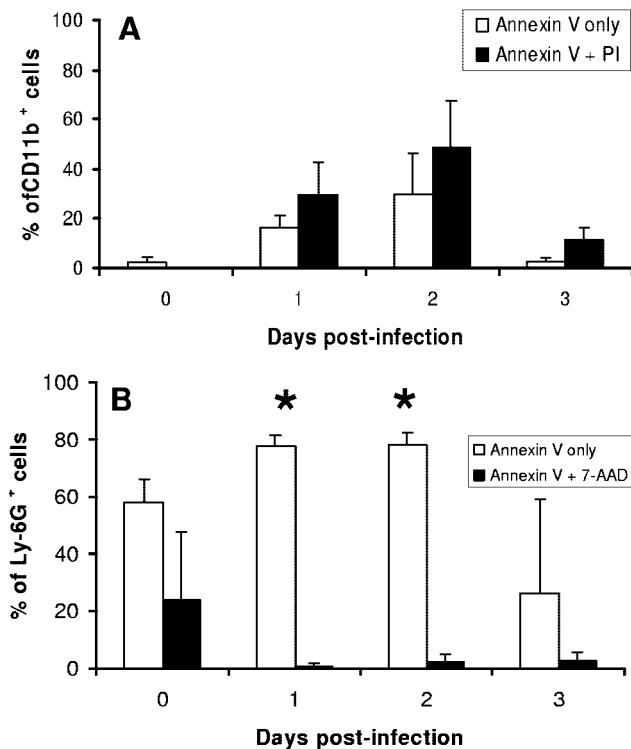 A
Annexin V only
Annexin V + PI
% ofCD11b + cells
100
80
60
40
20
0
0 1 2 3
Days post-infection
B
* *
Annexin V only
Annexin V + 7-AAD
% of Ly-6G + cells
100
80
60
40
20
0
0 1 2 3
Days post-infection